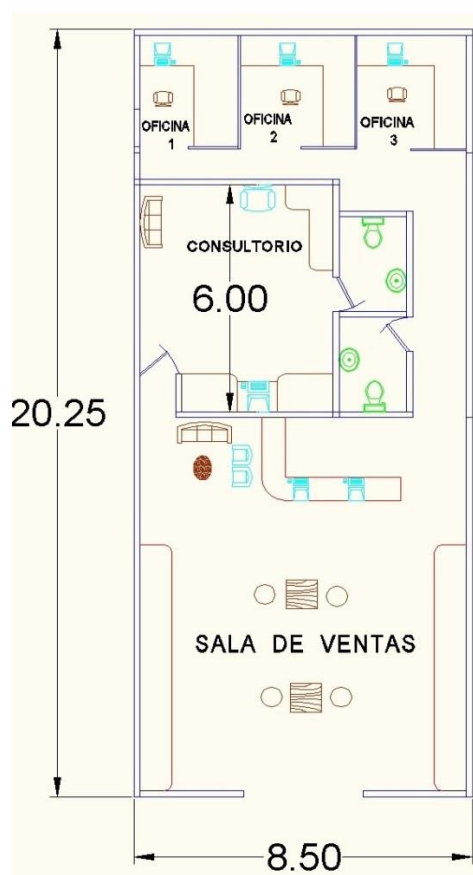 OFICINA
1
OFICINA
2
OFICINA
3
CONSULTORIO
6.00
20.25
SALA DE VENTAS
8.50